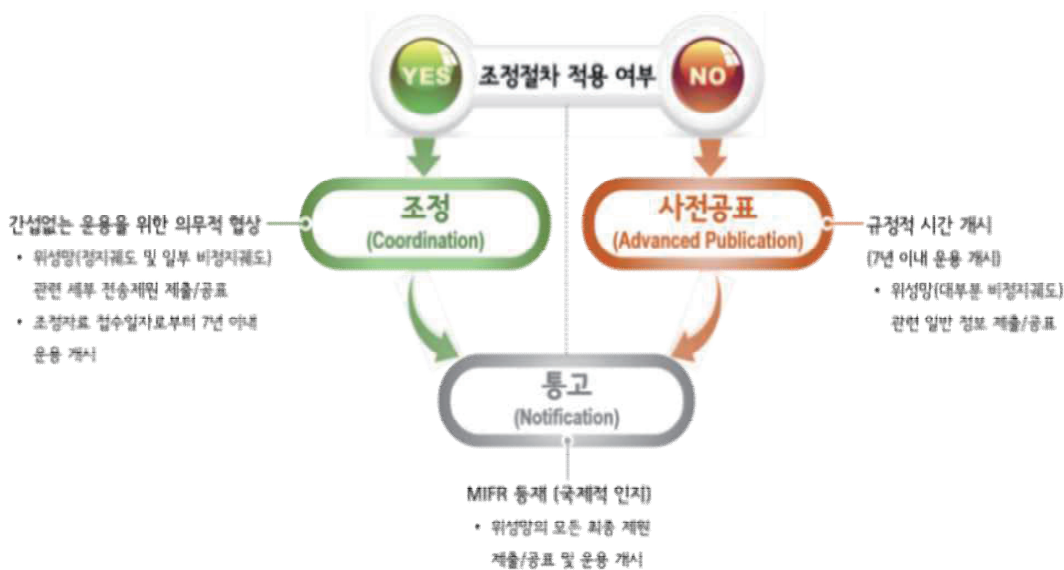 YES
조정절차 적용 여부
NO
조정
(Coordination)
사전공표
(Advanced Publication)
간섭없는 운용을 위한 의무적 협상
• 위성망(정지궤도 및 일부 비정지궤도)
관련 세부 전송제원 제출/공표
• 조정자료 접수일자로부터 7년 이내
운용 개시
규정적 시간 개시
(7년 이내 운용 개시)
• 위성망(대부분 비정지궤도)
관련 일반 정보 제출/공표
통고
(Notification)
MIFR 등재 (국제적 인지)
• 위성망의 모든 최종 제원
제출/공표 및 운용 개시